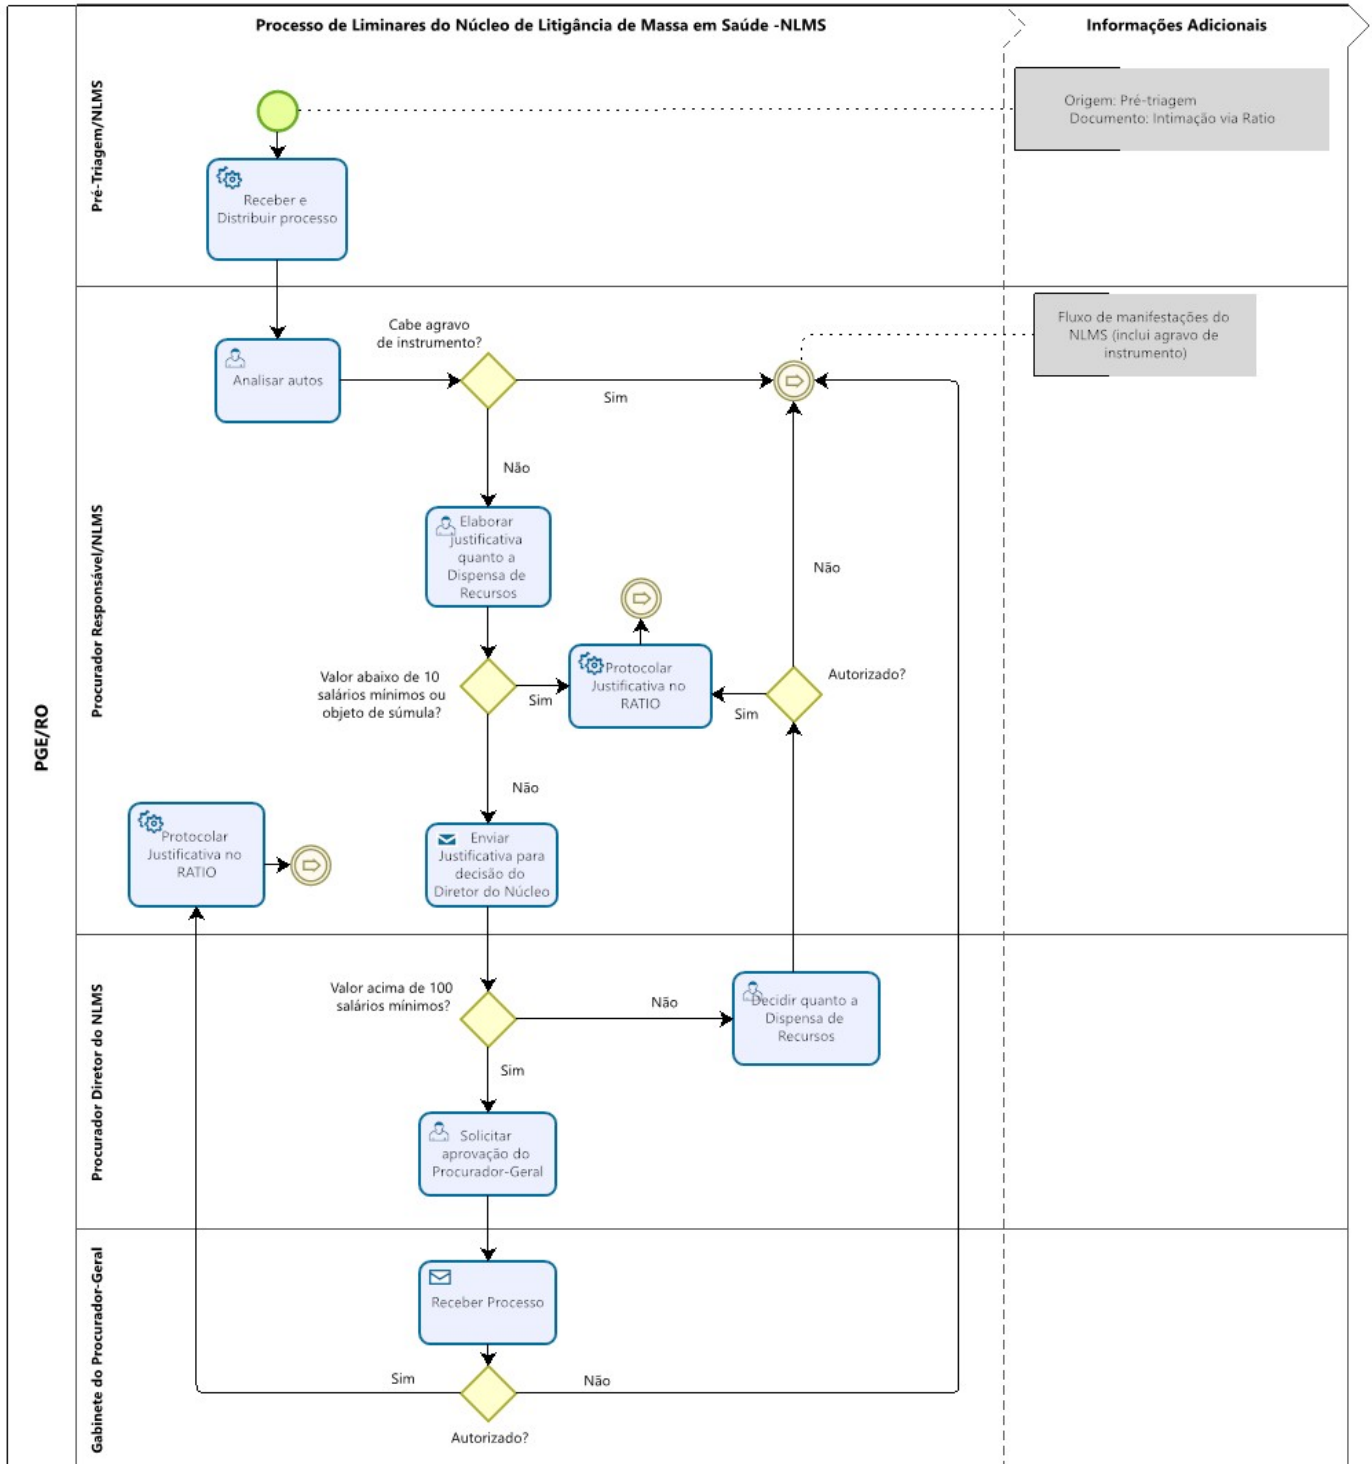 Processo de Liminares do Núcleo de Litigância de Massa em Saúde -NLMS
Informações Adicionais
PGE/RO
Pré-Triagem/NLMS
Origem: Pré-triagem
Documento: Intimação via Ratio
Receber e
Distribuir processo
Procurador Responsável/NLMS
Cabe agravo
de instrumento?
Fluxo de manifestações do
NLMS (inclui agravo de
instrumento)
Analisar autos
Sim
Não
Elaborar
justificativa
quanto a
Dispensa de
Recursos
Não
Valor abaixo de 10
salários mínimos ou
objeto de súmula?
Sim
Protocolar
Justificativa no
RATIO
Sim
Autorizado?
Não
Protocolar
Justificativa no
RATIO
Enviar
Justificativa para
decisão do
Diretor do Núcleo
Procurador Diretor do NLMS
Valor acima de 100
salários mínimos?
Não
Decidir quanto a
Dispensa de
Recursos
Sim
Solicitar
aprovação do
Procurador-Geral
Gabinete do Procurador-Geral
Receber Processo
Sim
Não
Autorizado?